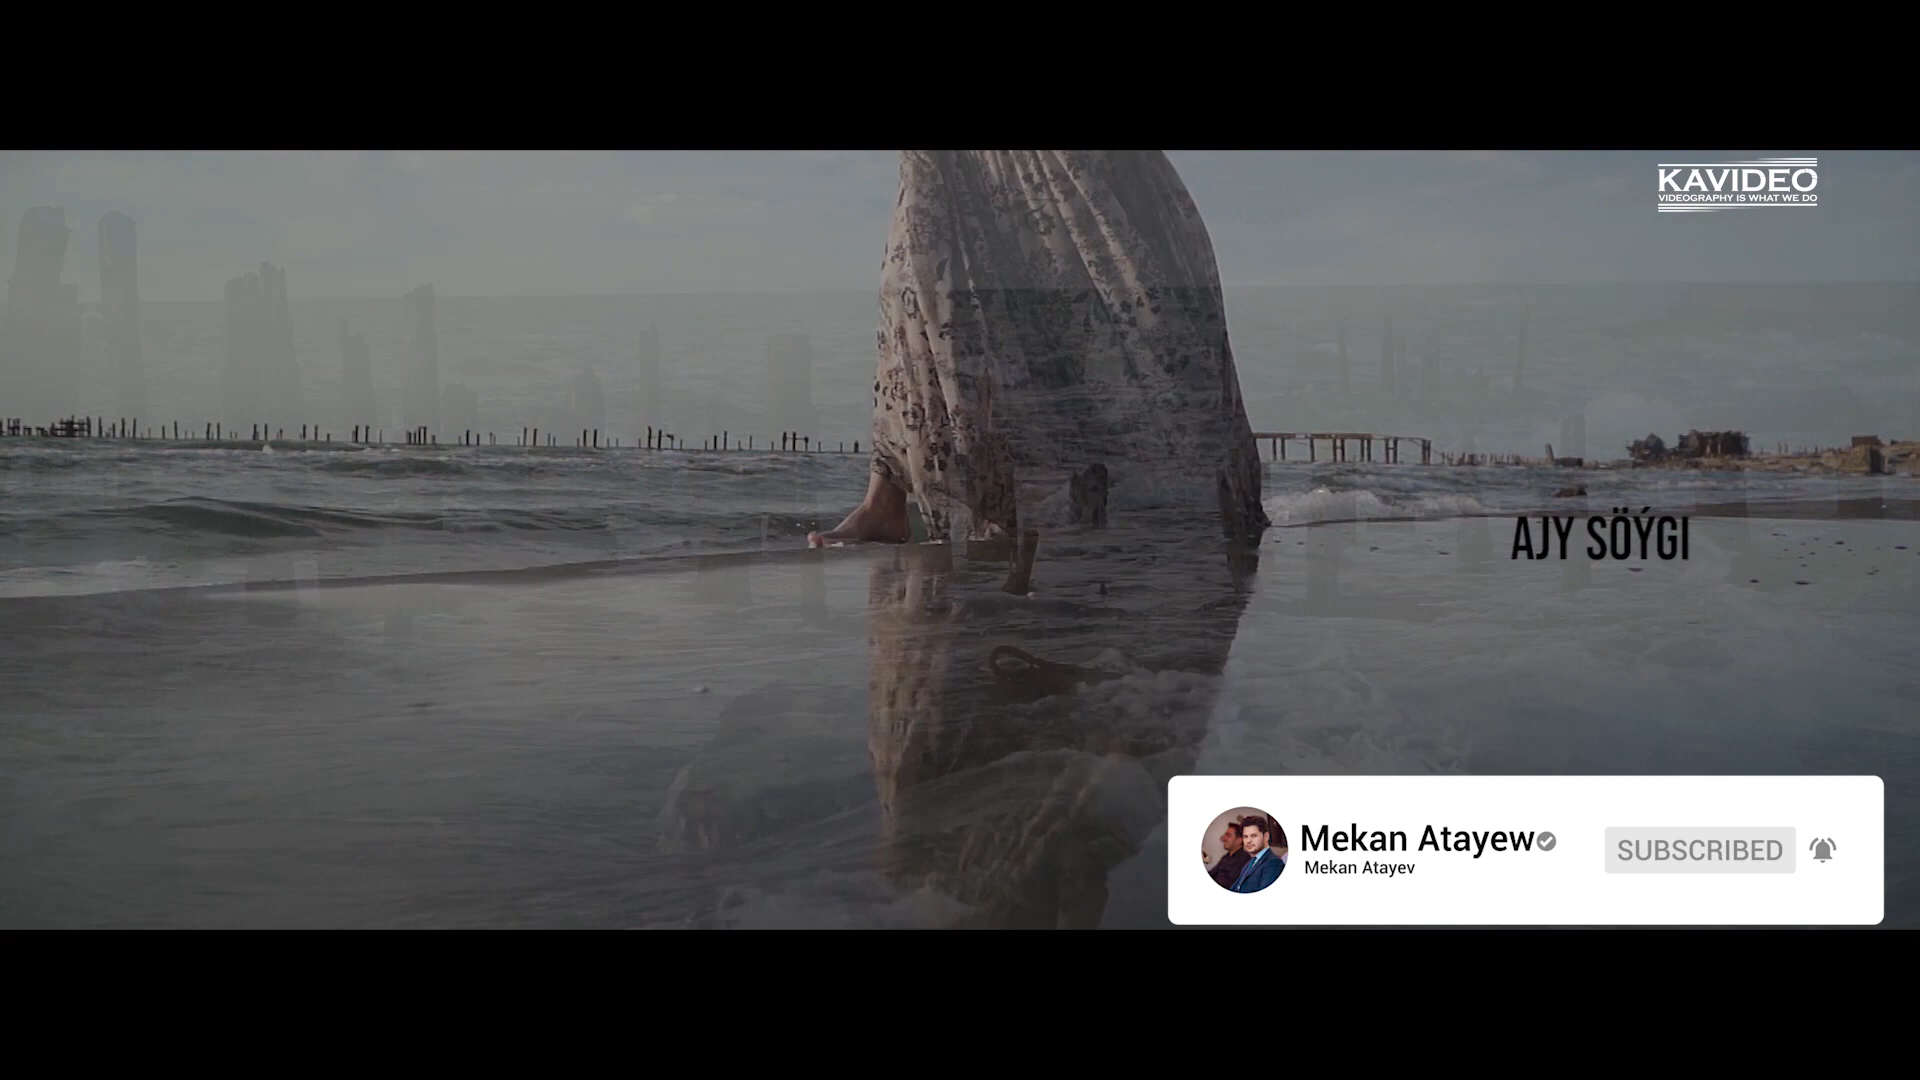 KAVIDEO
VIDEOGRAPHY IS WHAT WE DO
AJY SÖÝGI
Mekan Atayew
Mekan Atayev
SUBSCRIBED